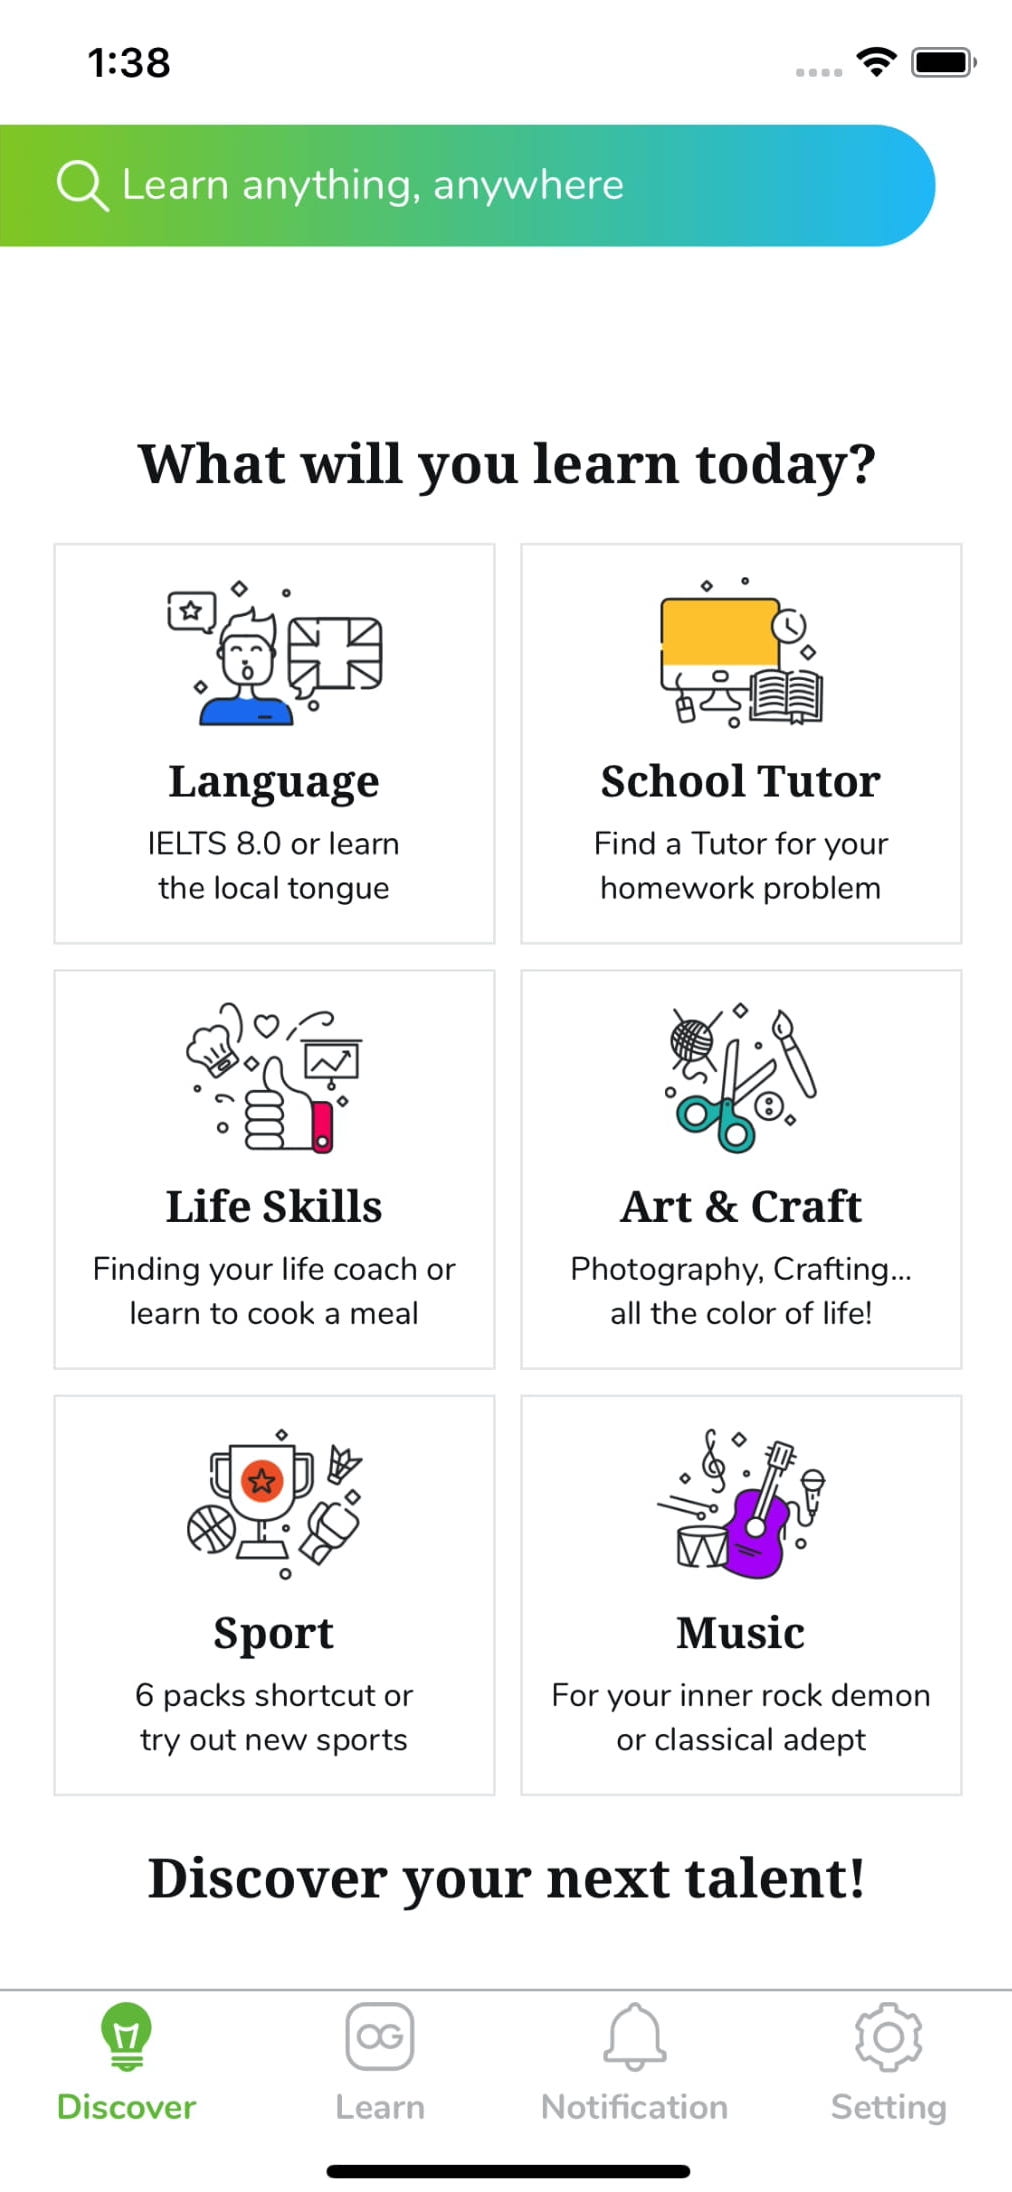 1:38
Learn anything, anywhere
What will you learn today?
Language
IELTS 8.0 or learn
the local tongue
School Tutor
Find a Tutor for your
homework problem
Life Skills
Finding your life coach or
learn to cook a meal
Art & Craft
Photography, Crafting...
all the color of life!
Sport
6 packs shortcut or
try out new sports
Music
For your inner rock demon
or classical adept
Discover your next talent!
OG
Discover
Learn
Notification
Setting